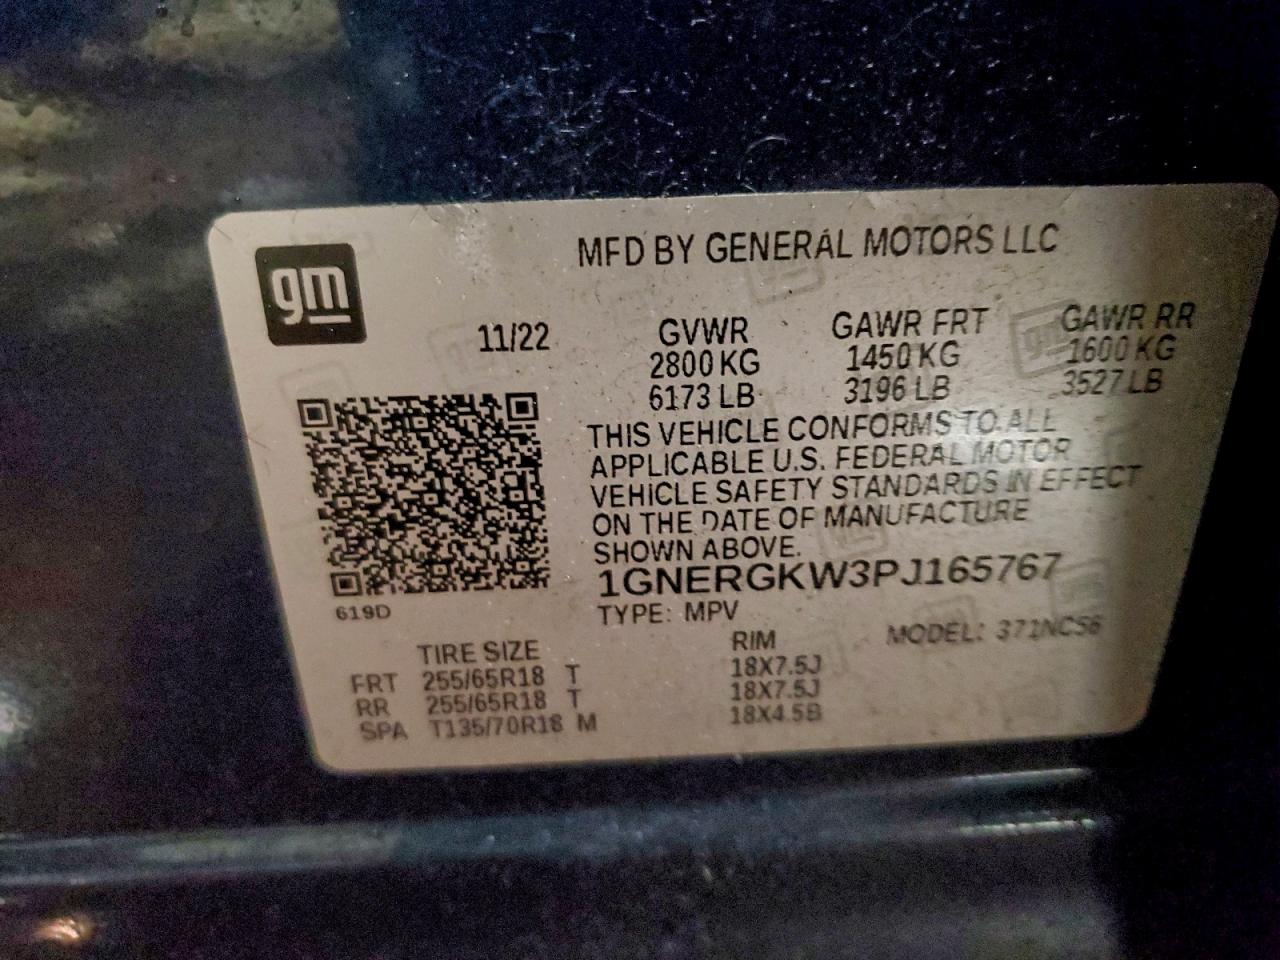 gm
MFD BY GENERAL MOTORS LLC
11/22 GVWR GAWR FRT GAWR RR
2800 KG 1450 KG 1600 KG
6173 LB 3196 LB 3527 LB
THIS VEHICLE CONFORMS TO ALL
APPLICABLE U.S. FEDERAL MOTOR
VEHICLE SAFETY STANDARDS IN EFFECT
ON THE DATE OF MANUFACTURE
SHOWN ABOVE.
1GNERGKW3PJ165767
619D
TYPE: MPV
MODEL: 371NC56
TIRE SIZE RIM
FRT 255/65R18 T 18X7.5J
RR 255/65R18 T 18X7.5J
SPA T135/70R18 M 18X4.5B